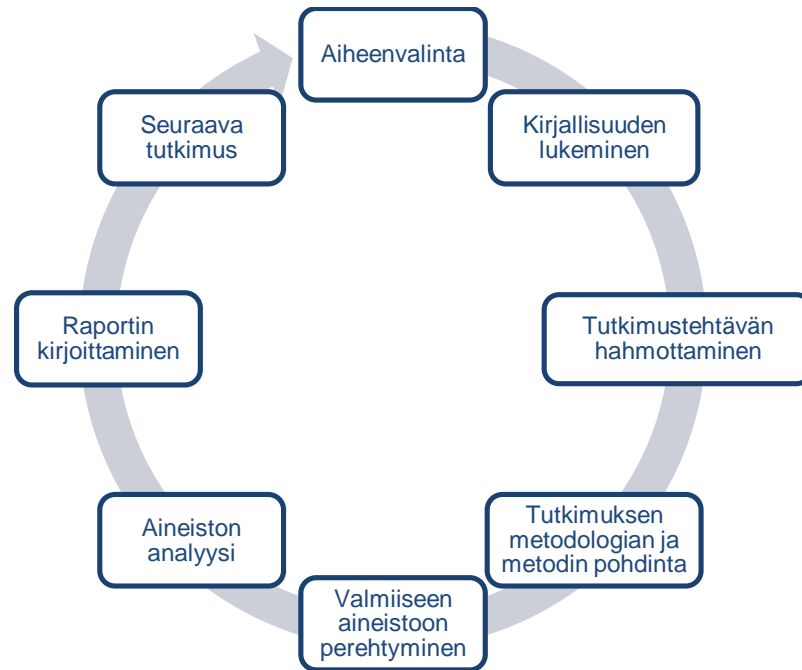 Aiheenvalinta
Kirjallisuuden
lukeminen
Tutkimustehtävän
hahmottaminen
Tutkimuksen
metodologian ja
metodin pohdinta
Valmiiseen
aineistoon
perehtyminen
Aineiston
analyysi
Raportin
kirjoittaminen
Seuraava
tutkimus